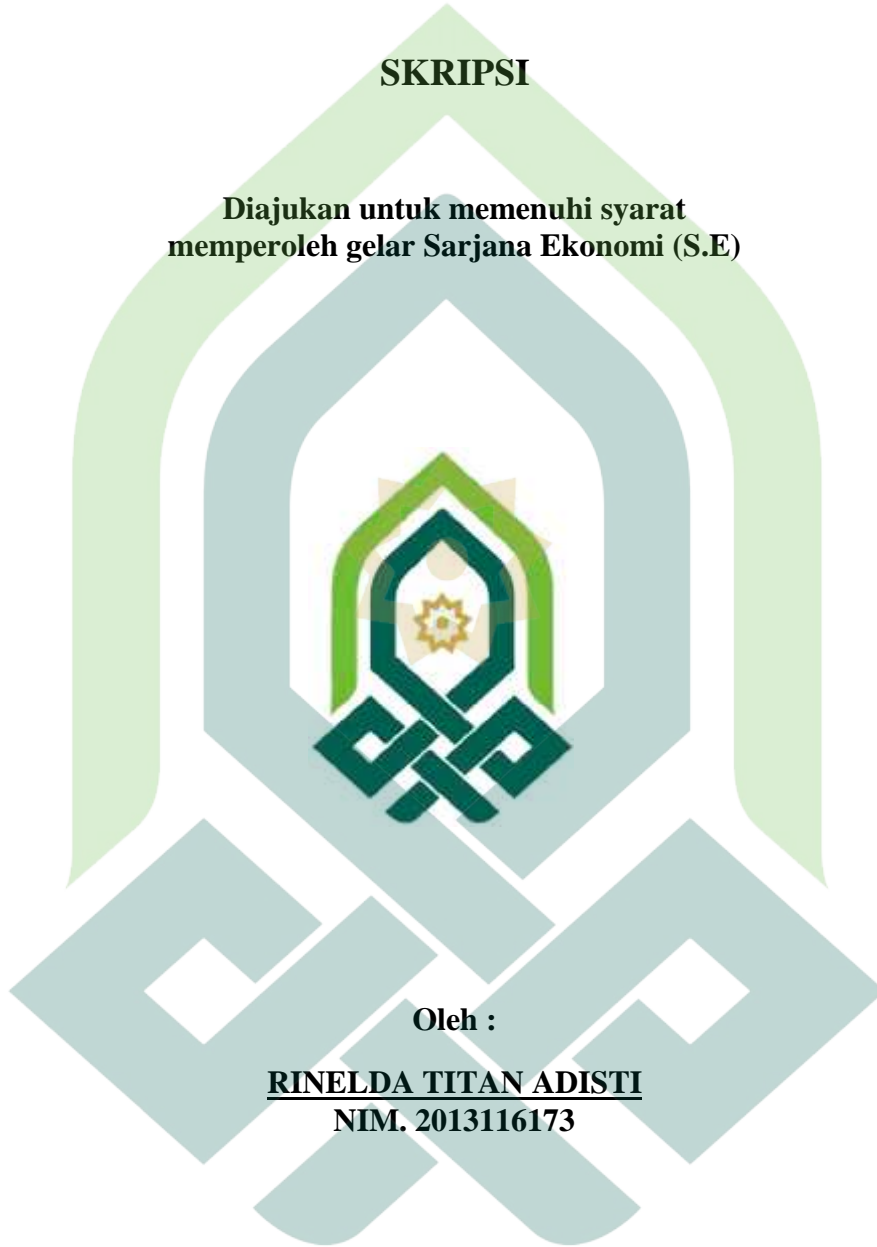 SKRIPSI
Diajukan untuk memenuhi syarat
memperoleh gelar Sarjana Ekonomi (S.E)
Oleh :
RINELDA TITAN ADISTI
NIM. 2013116173